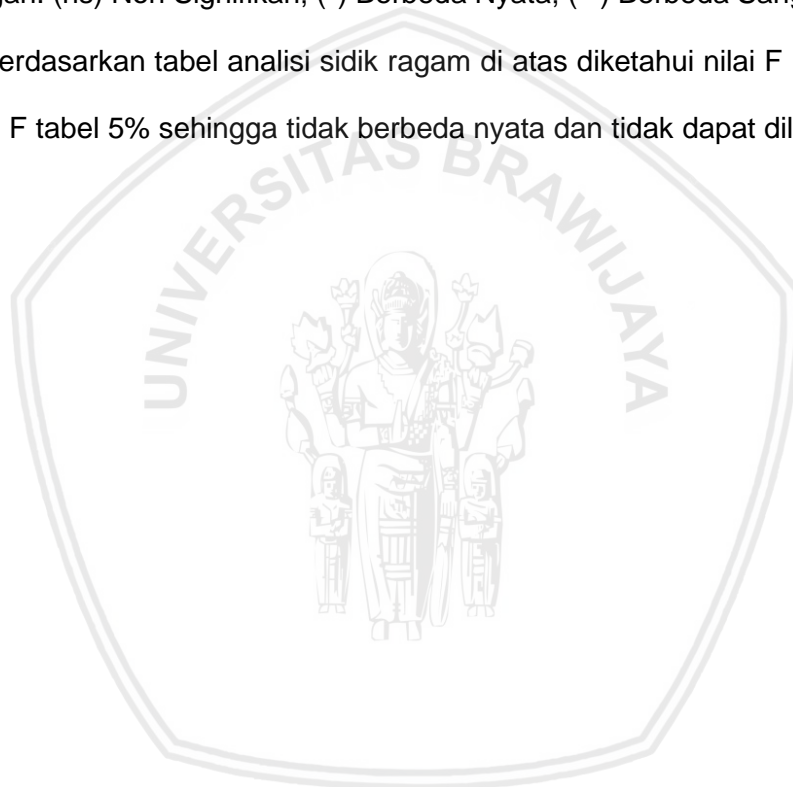 gan: (ns) Non Signifikan, (*) Berbeda Nyata, (**) Berbeda Sang
erdasarkan tabel analisi sidik ragam di atas diketahui nilai F
F tabel 5% sehingga tidak berbeda nyata dan tidak dapat dil
UNIVERSITAS BRAWIJAYA